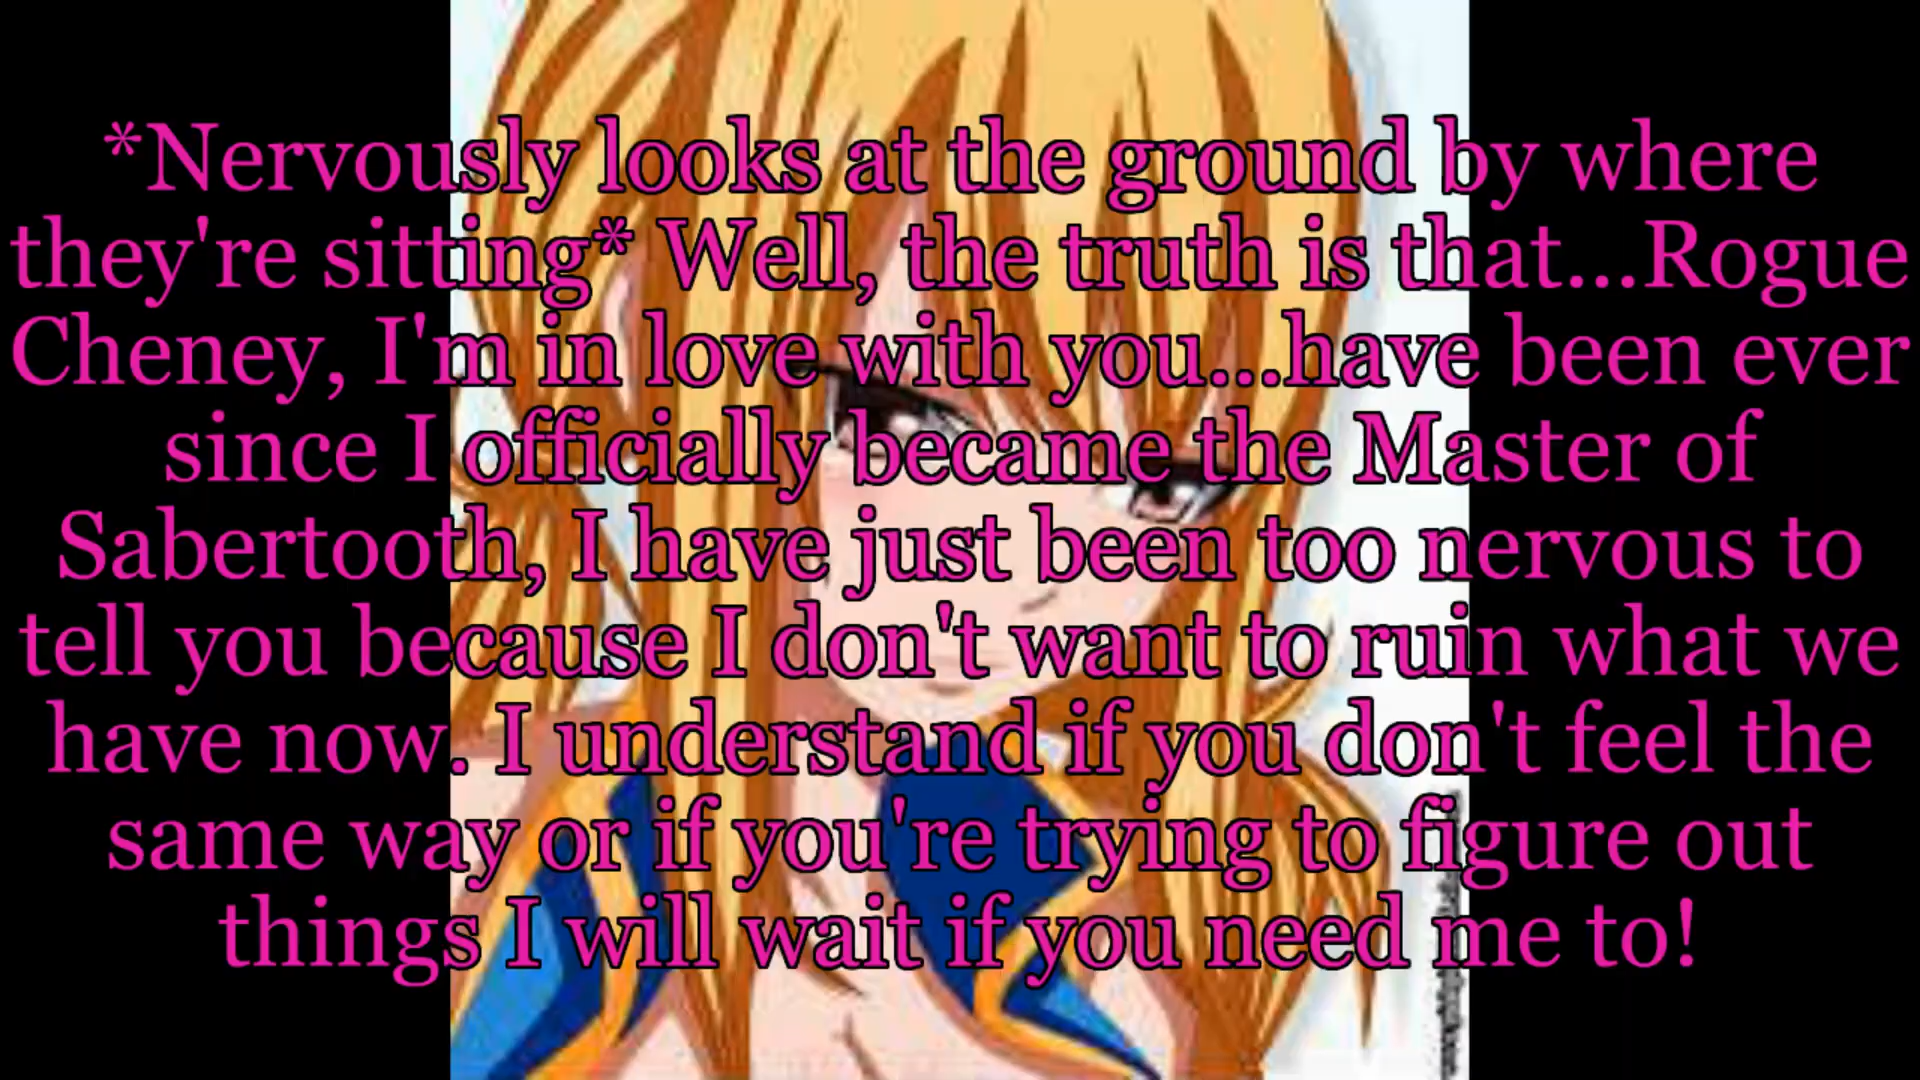 *Nervously looks at the ground by where
they're sitting* Well, the truth is that...Rogue
Cheney, I'm in love with you...have been ever
since I officially became the Master of
Sabertooth, I have just been too nervous to
tell you because I don't want to ruin what we
have now. I understand if you don't feel the
same way or if you're trying to figure out
things I will wait if you need me to!